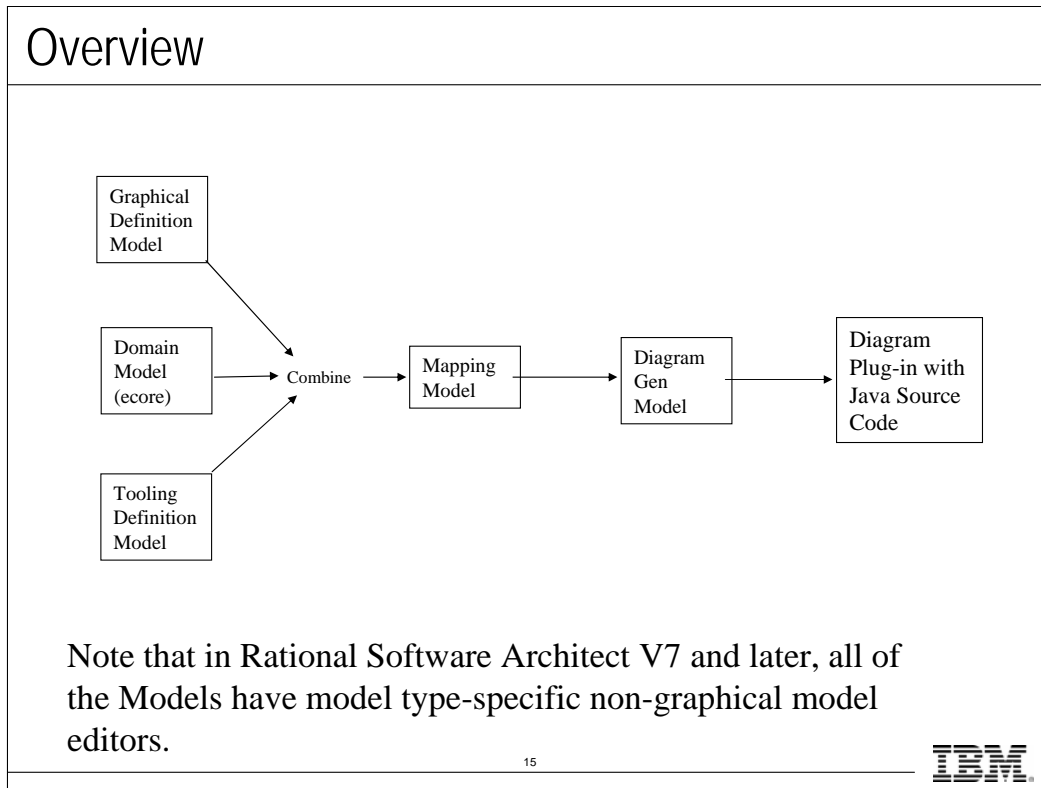 Overview
Graphical
Definition
Model
Domain
Model
(ecore)
Tooling
Definition
Model
Combine
Mapping
Model
Diagram
Gen
Model
Diagram
Plug-in with
Java Source
Code
Note that in Rational Software Architect V7 and later, all of
the Models have model type-specific non-graphical model
editors.
15
IBM.